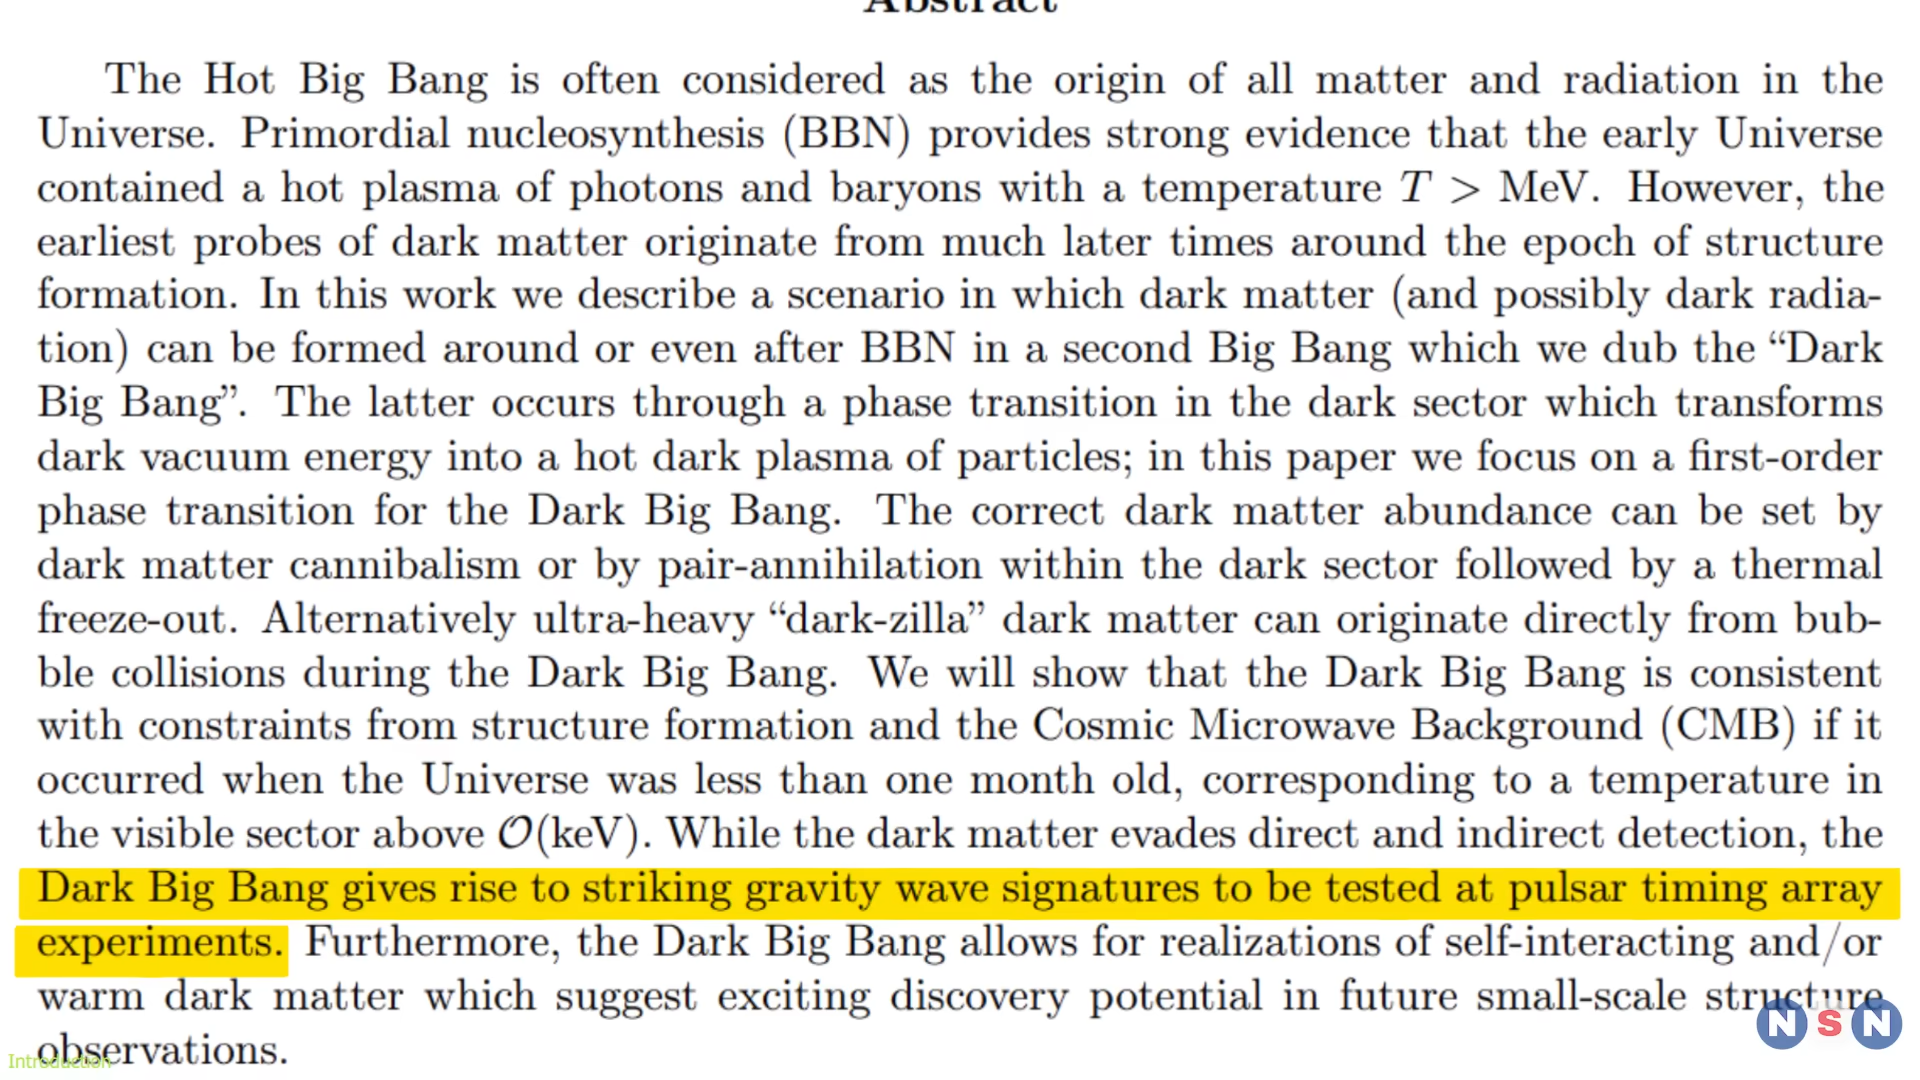 Abstract
The Hot Big Bang is often considered as the origin of all matter and radiation in the
Universe. Primordial nucleosynthesis (BBN) provides strong evidence that the early Universe
contained a hot plasma of photons and baryons with a temperature T > MeV. However, the
earliest probes of dark matter originate from much later times around the epoch of structure
formation. In this work we describe a scenario in which dark matter (and possibly dark radia-
tion) can be formed around or even after BBN in a second Big Bang which we dub the “Dark
Big Bang”. The latter occurs through a phase transition in the dark sector which transforms
dark vacuum energy into a hot dark plasma of particles; in this paper we focus on a first-order
phase transition for the Dark Big Bang. The correct dark matter abundance can be set by
dark matter cannibalism or by pair-annihilation within the dark sector followed by a thermal
freeze-out. Alternatively ultra-heavy “dark-zilla” dark matter can originate directly from bub-
ble collisions during the Dark Big Bang. We will show that the Dark Big Bang is consistent
with constraints from structure formation and the Cosmic Microwave Background (CMB) if it
occurred when the Universe was less than one month old, corresponding to a temperature in
the visible sector above O(keV). While the dark matter evades direct and indirect detection, the
Dark Big Bang gives rise to striking gravity wave signatures to be tested at pulsar timing array
experiments. Furthermore, the Dark Big Bang allows for realizations of self-interacting and/or
warm dark matter which suggest exciting discovery potential in future small-scale structure
observations.
Introduction
NSN